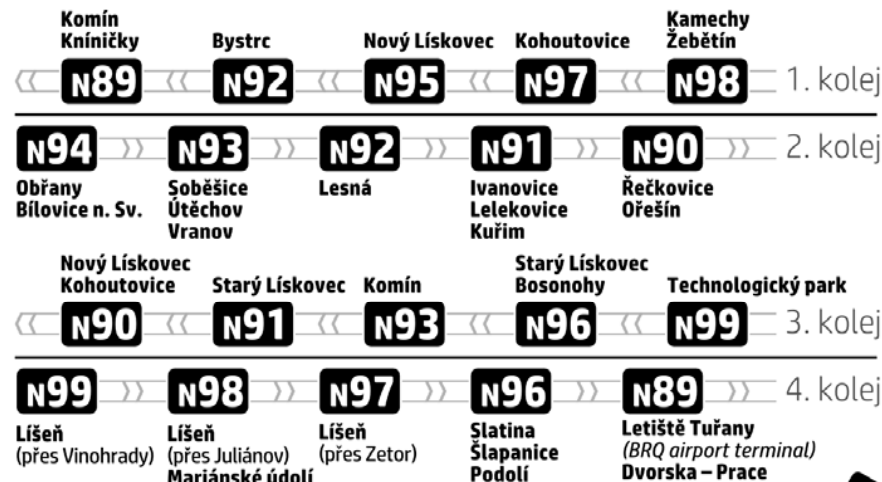 Komín Kamechy
Kníničky Bystrc Nový Lískovec Kohoutovice Žebětín
N89 N92 N95 N97 N98 1. kolej
N94 N93 N92 N91 N90 2. kolej
Obřany Soběšice Lesná Ivanovice Řečkovice
Bílovice n. Sv. Útěchov Lelekovice Ořešín
Vranov Kuřim
Nový Lískovec Starý Lískovec
Kohoutovice Starý Lískovec Komín Bosonohy Technologický park
N90 N91 N93 N96 N99 3. kolej
N99 N98 N97 N96 N89 4. kolej
Líšeň Líšeň Líšeň Slatina Letiště Tuřany
(přes Vinohrady) (přes Juliánov) (přes Zetor) Šlapanice (BRQ airport terminal)
Mariánské údolí Podolí Dvorska – Prace